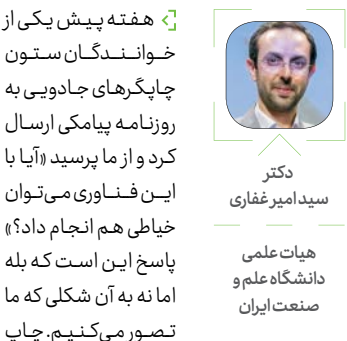 هفته پیش یکی از
خوانندگان ستون
چاپگرهای جادویی به
روزنامه پیامکی ارسال
کرد و از ما پرسید «آیا با
این فناوری می‌توان
خیاطی هم انجام داد؟»
پاسخ این است که بله
اما نه به آن شکلی که ما
تصور می‌کنیم. چاپ
دکتر
سید امیر غفاری
هیات علمی
دانشگاه علم و
صنعت ایران